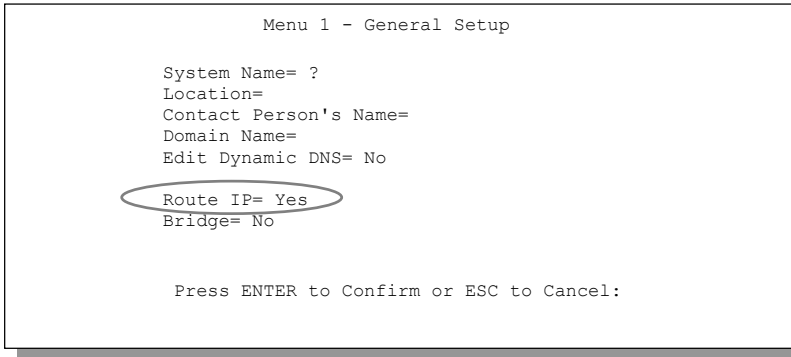 Menu 1 - General Setup
System Name= ?
Location=
Contact Person's Name=
Domain Name=
Edit Dynamic DNS= No
Route IP= Yes
Bridge= No
Press ENTER to Confirm or ESC to Cancel: